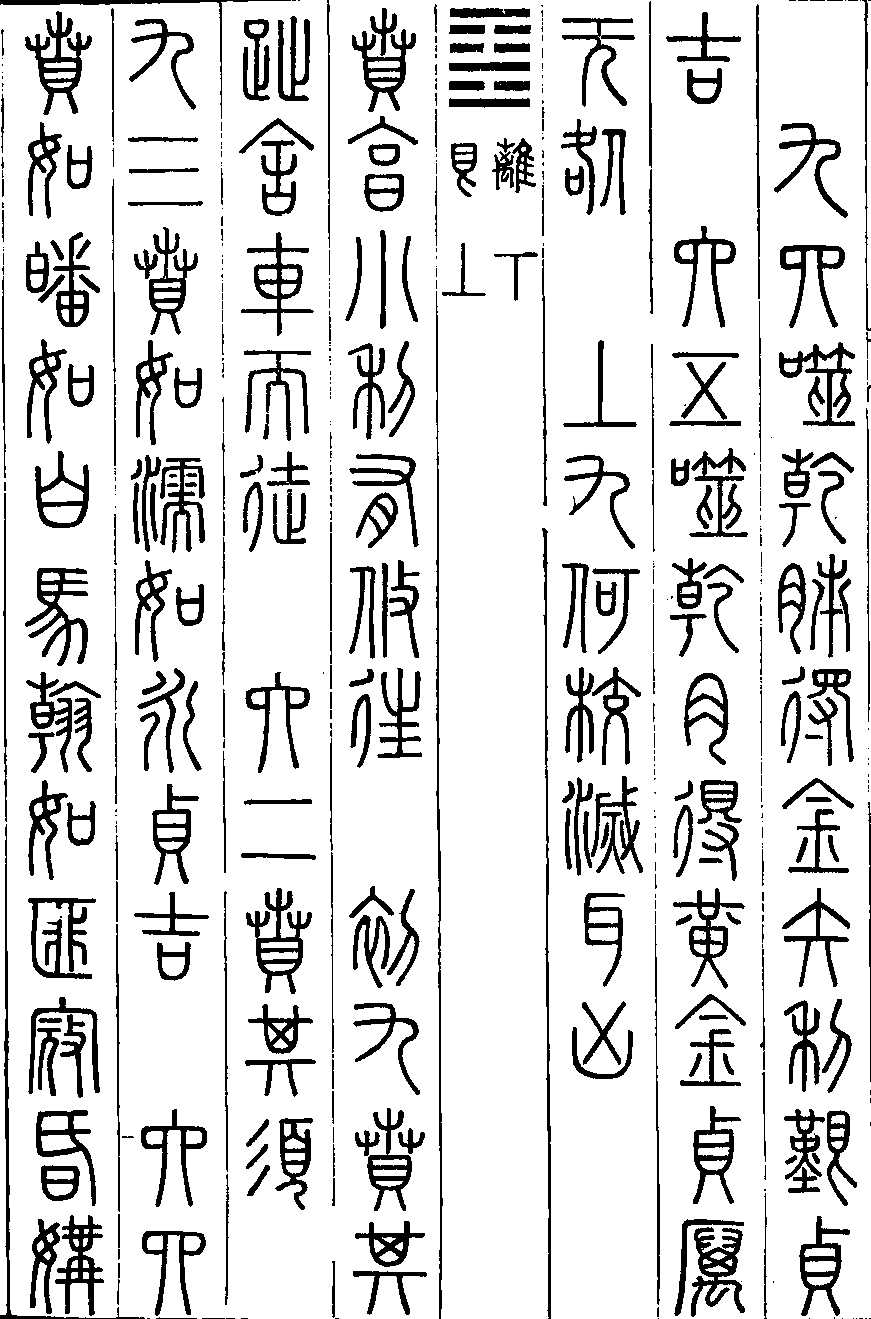 九四噬乾胏得金矢利艱貞
吉　六五噬乾肉得黃金貞厲
无咎　上九何校滅耳凶
䷕ 離下艮上
賁亨小利有攸往　初九賁其
趾舍車而徒　六二賁其須
九三賁如濡如永貞吉　六四
賁如皤如白馬翰如匪寇昏媾